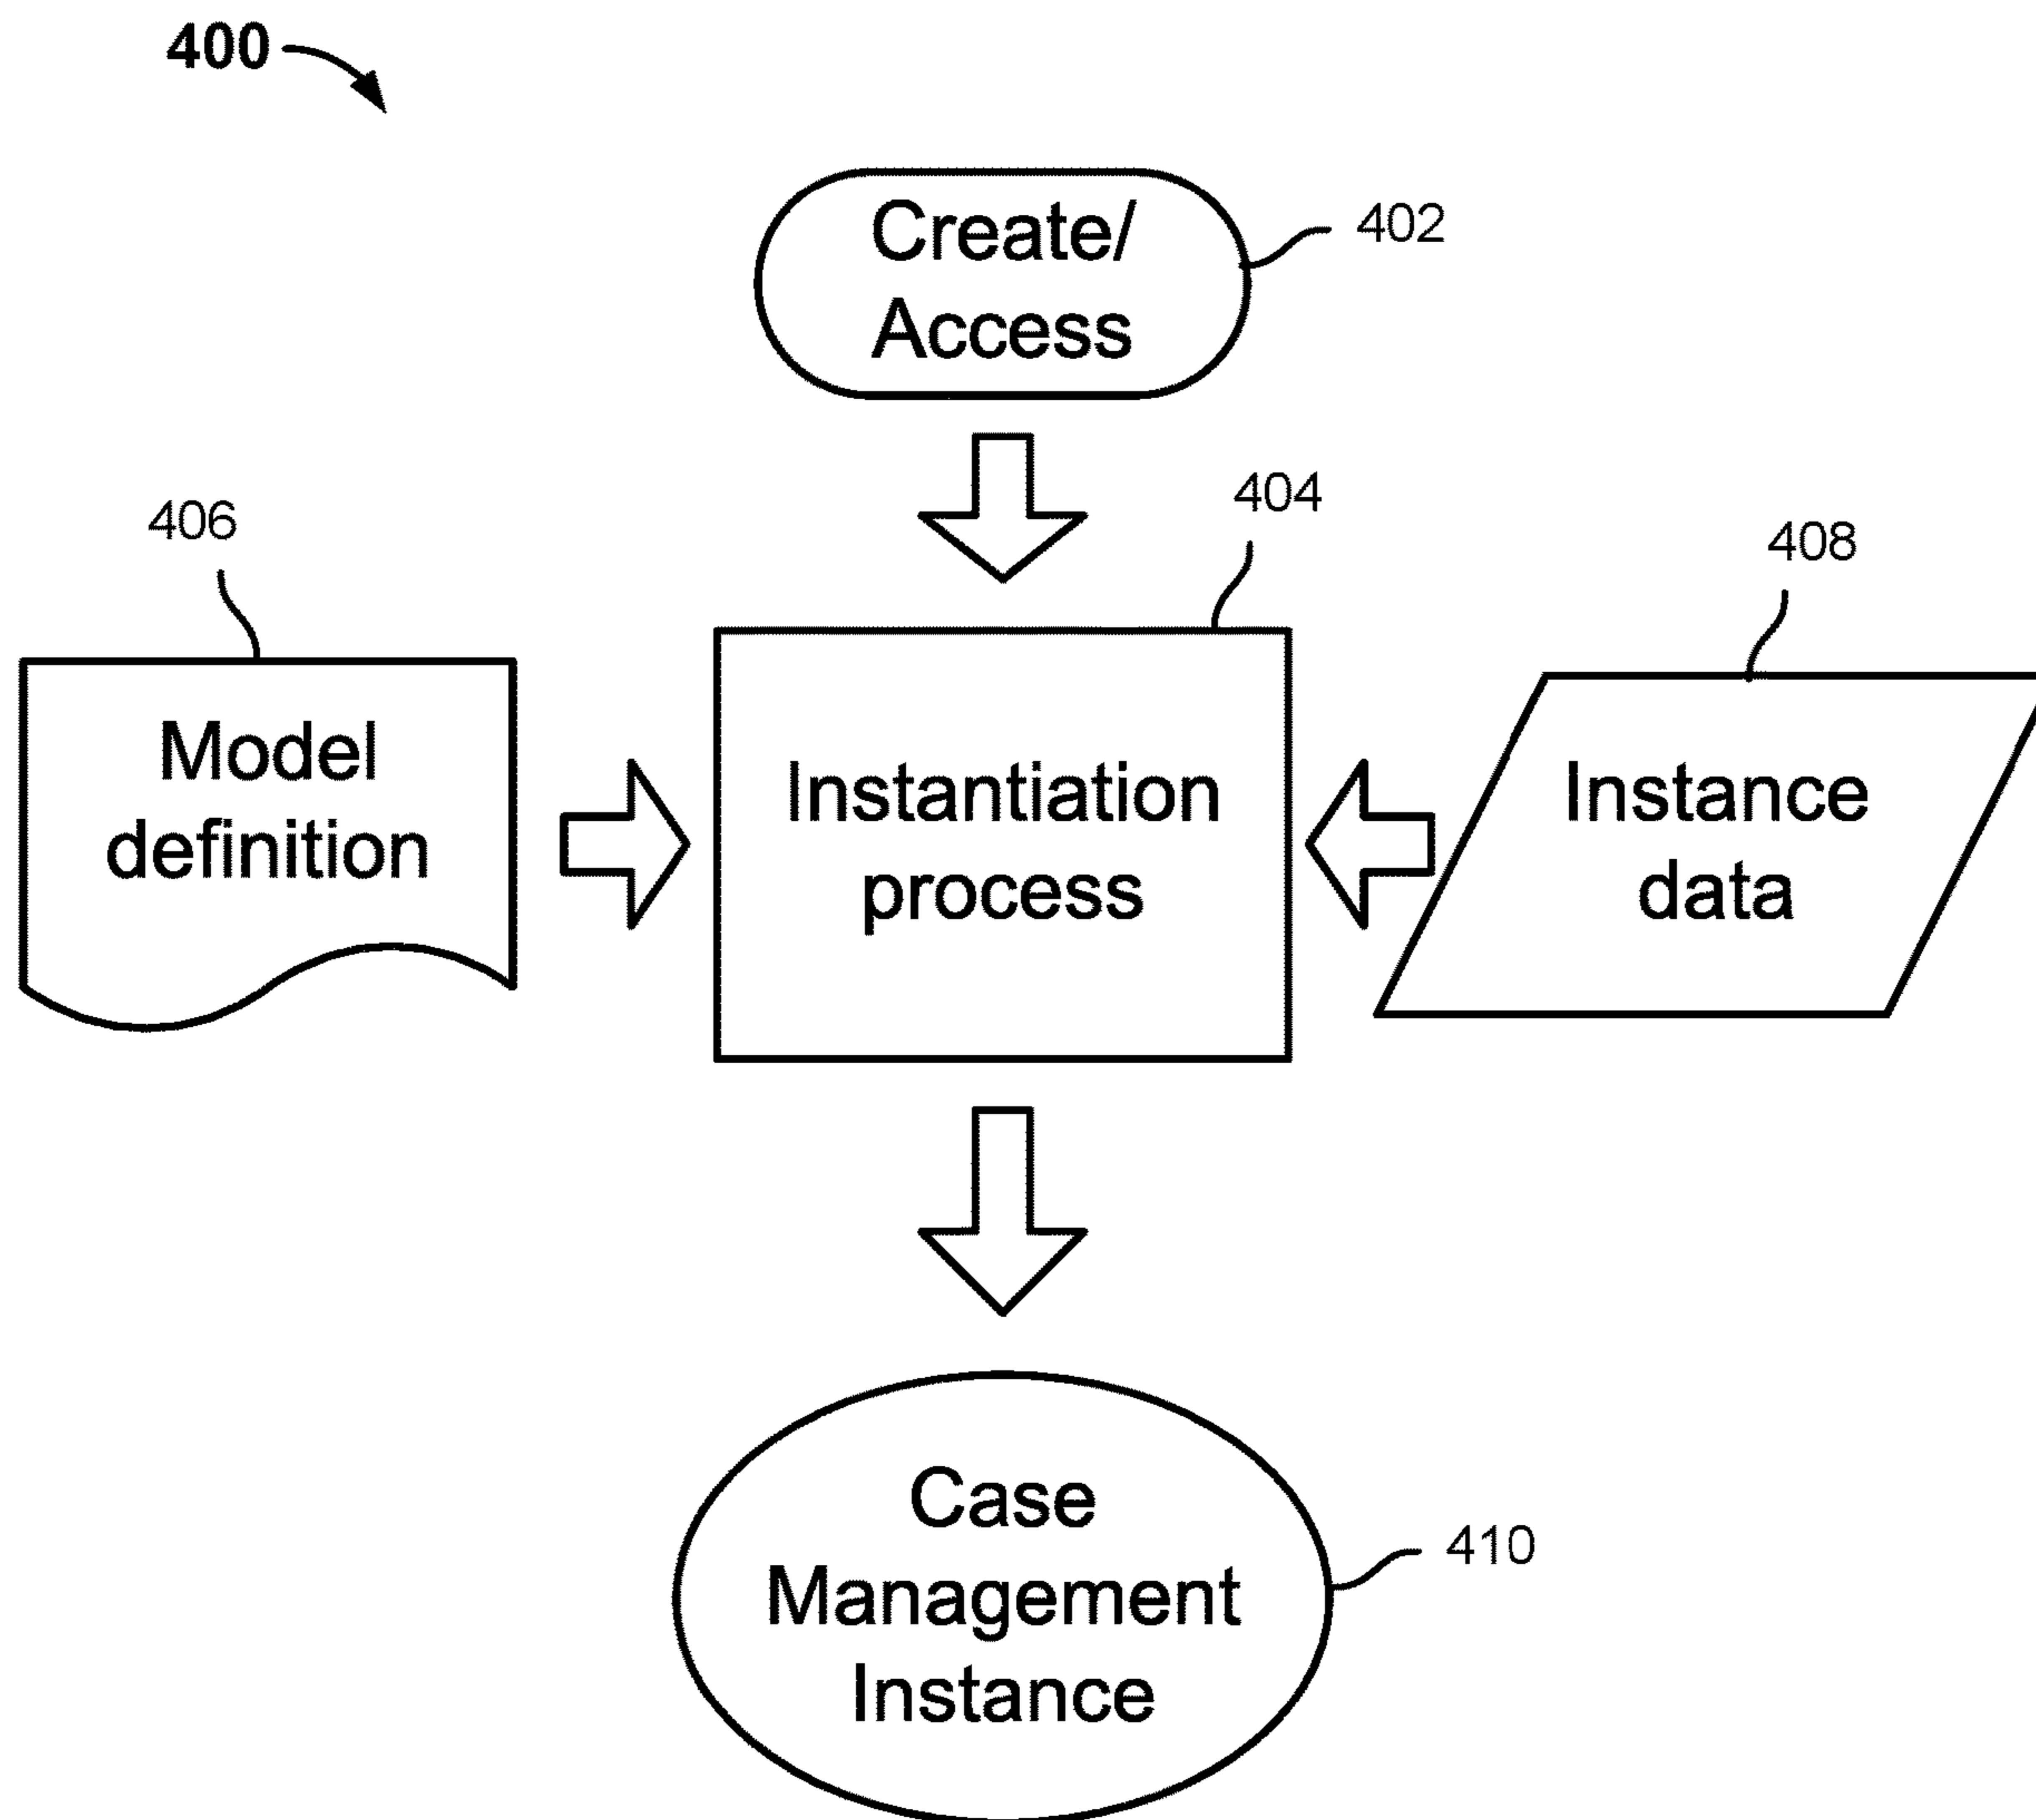 400
Create/
Access
402
404
406
408
Model
definition
Instantiation
process
Instance
data
Case
Management
Instance
410